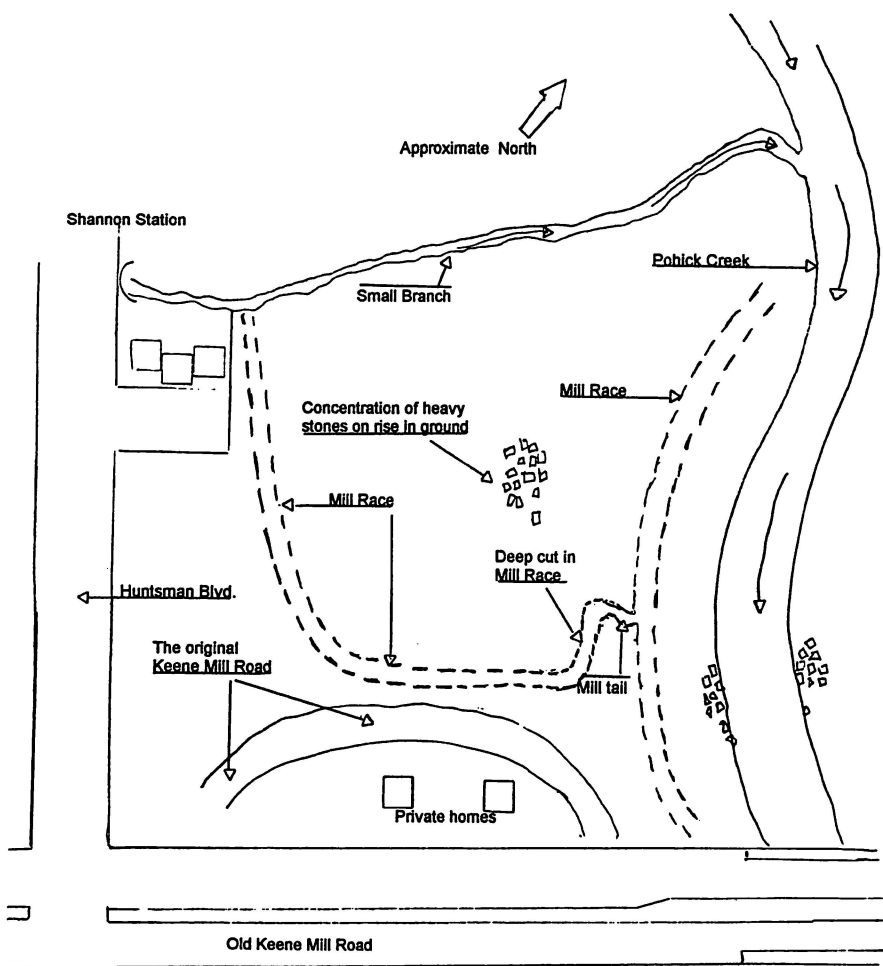 Approximate North
Shannon Station
Pohick Creek
Small Branch
Mill Race
Concentration of heavy
stones on rise in ground
Mill Race
Deep cut in
Mill Race
Huntsman Blvd.
The original
Keene Mill Road
Mill tail
Private homes
Old Keene Mill Road